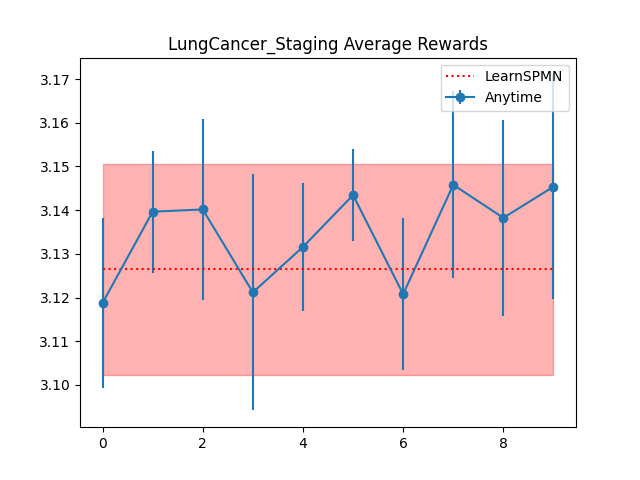 LungCancer_Staging Average Rewards
LearnSPMN
Anytime
3.17
3.16
3.15
3.14
3.13
3.12
3.11
3.10
0 2 4 6 8